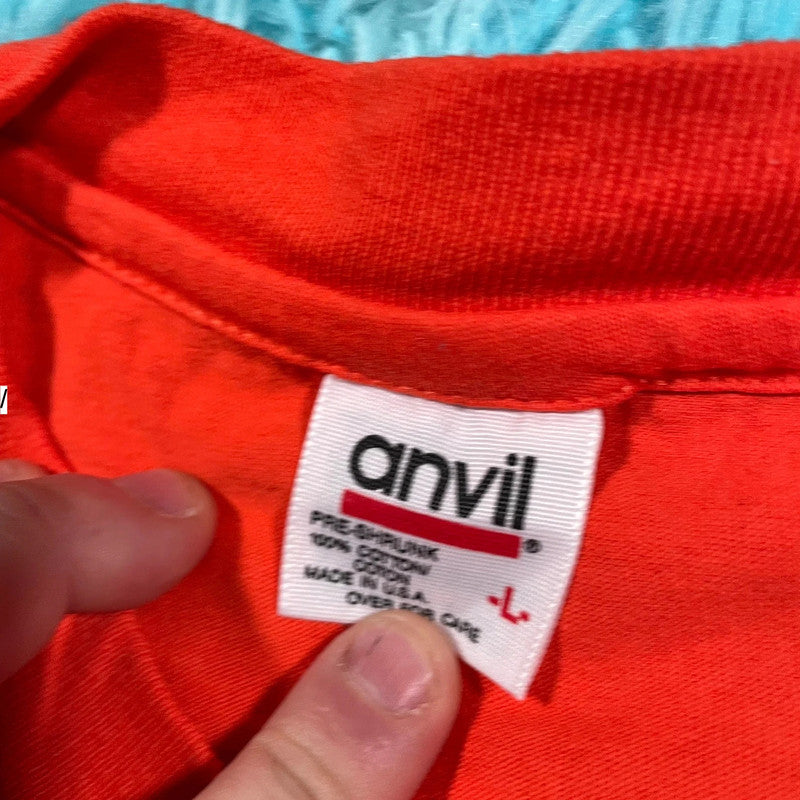 anvil
®
PRE-SHRUNK
100% COTTON/
COTON
MADE IN U.S.A.
·L·
OVER FOR CARE